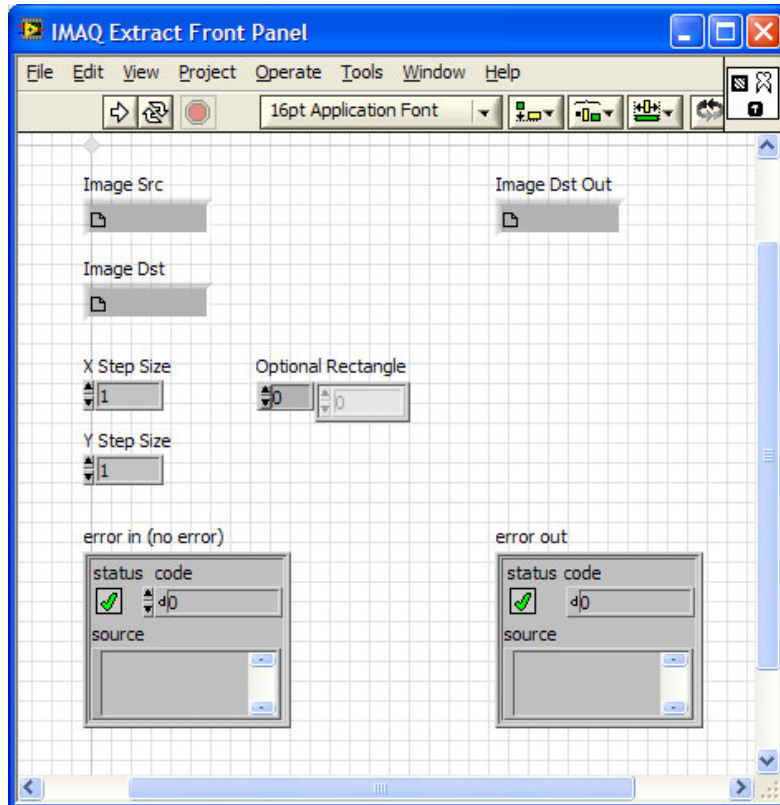 IMAQ Extract Front Panel
File Edit View Project Operate Tools Window Help
16pt Application Font
Image Src Image Dst Out
Image Dst
X Step Size Optional Rectangle
1 0 0
Y Step Size
1
error in (no error) error out
status code status code
d0 d0
source source